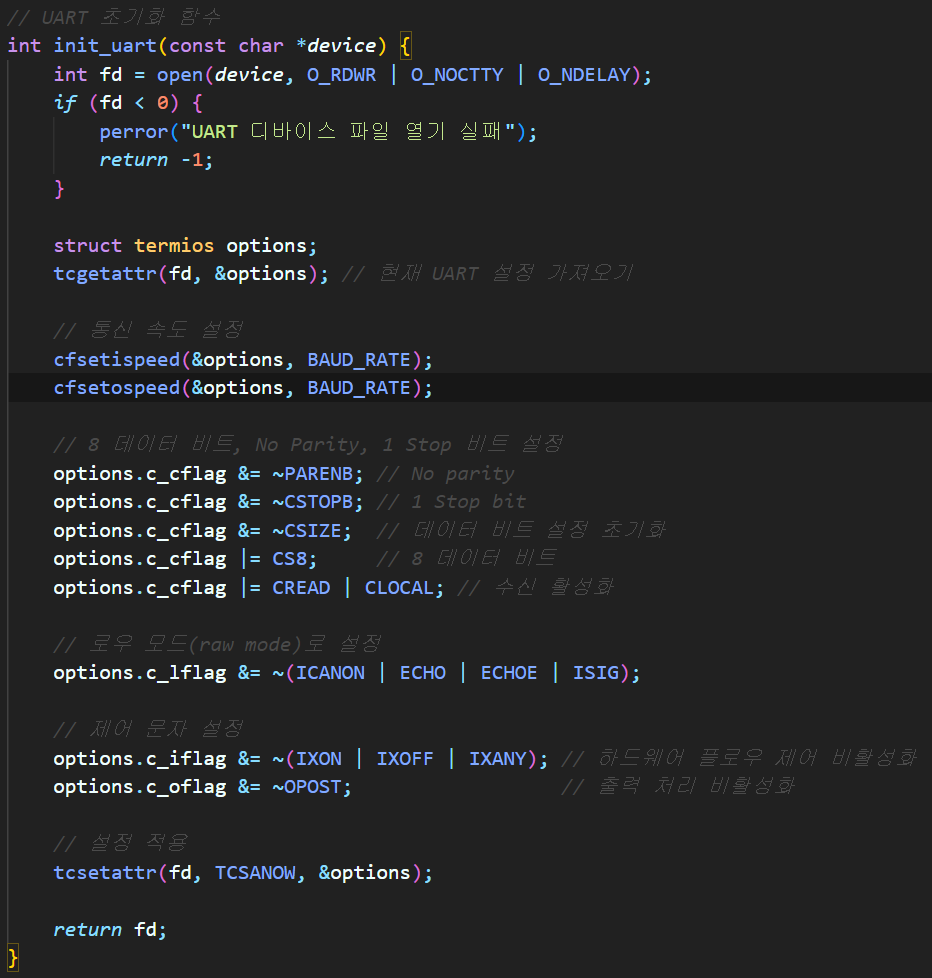 // UART 초기화 함수
int init_uart(const char *device) {
    int fd = open(device, O_RDWR | O_NOCTTY | O_NDELAY);
    if (fd < 0) {
        perror("UART 디바이스 파일 열기 실패");
        return -1;
    }

    struct termios options;
    tcgetattr(fd, &options); // 현재 UART 설정 가져오기

    // 통신 속도 설정
    cfsetispeed(&options, BAUD_RATE);
    cfsetospeed(&options, BAUD_RATE);

    // 8 데이터 비트, No Parity, 1 Stop 비트 설정
    options.c_cflag &= ~PARENB; // No parity
    options.c_cflag &= ~CSTOPB; // 1 Stop bit
    options.c_cflag &= ~CSIZE;  // 데이터 비트 설정 초기화
    options.c_cflag |= CS8;     // 8 데이터 비트
    options.c_cflag |= CREAD | CLOCAL; // 수신 활성화

    // 로우 모드(raw mode)로 설정
    options.c_lflag &= ~(ICANON | ECHO | ECHOE | ISIG);

    // 제어 문자 설정
    options.c_iflag &= ~(IXON | IXOFF | IXANY); // 하드웨어 플로우 제어 비활성화
    options.c_oflag &= ~OPOST;                  // 출력 처리 비활성화

    // 설정 적용
    tcsetattr(fd, TCSANOW, &options);

    return fd;
}